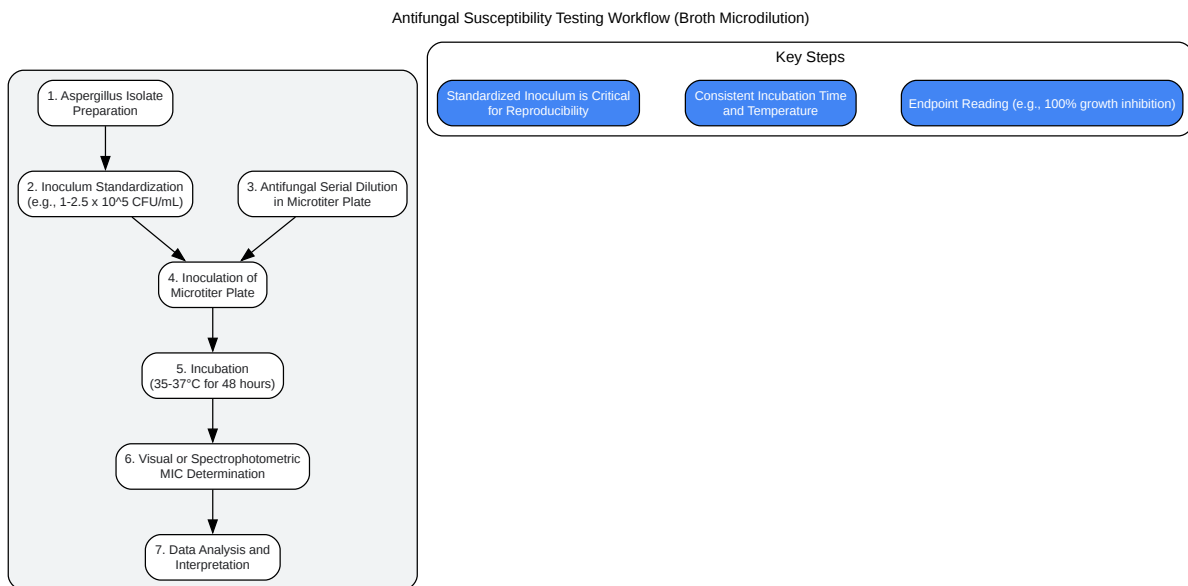 Antifungal Susceptibility Testing Workflow (Broth Microdilution)
Key Steps
Standardized Inoculum is Critical
for Reproducibility
Consistent Incubation Time
and Temperature
Endpoint Reading (e.g., 100% growth inhibition)
1. Aspergillus Isolate
Preparation
2. Inoculum Standardization
(e.g., 1-2.5 x 10^5 CFU/mL)
3. Antifungal Serial Dilution
in Microtiter Plate
4. Inoculation of
Microtiter Plate
5. Incubation
(35-37°C for 48 hours)
6. Visual or Spectrophotometric
MIC Determination
7. Data Analysis and
Interpretation